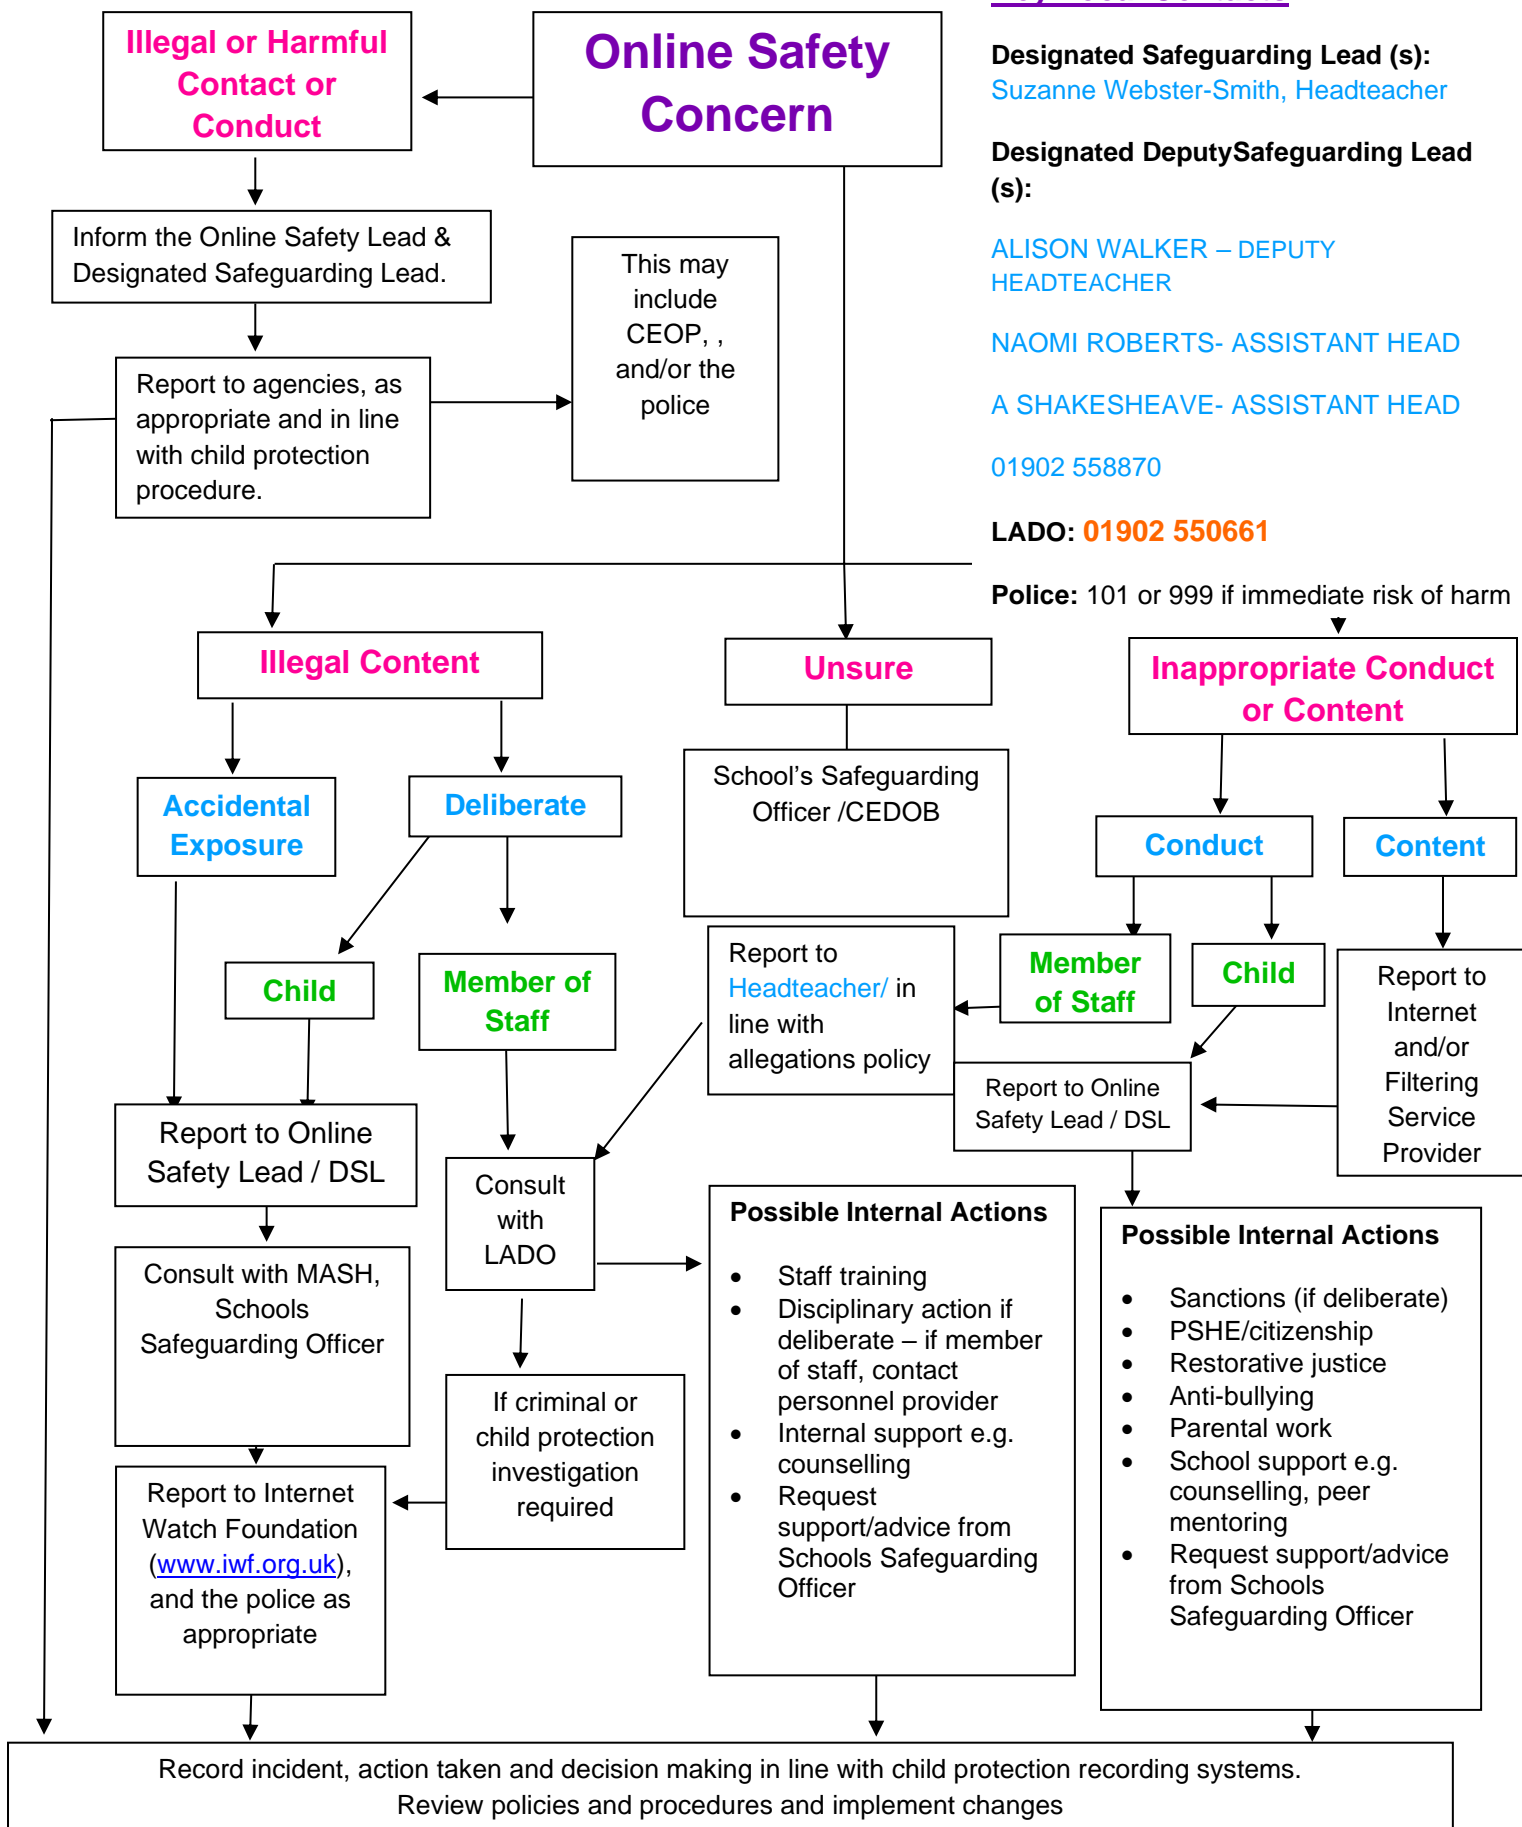 Illegal or Harmful
Contact or
Conduct
Online Safety
Concern
Designated Safeguarding Lead (s):
Suzanne Webster-Smith, Headteacher
Designated DeputySafeguarding Lead
(s):
ALISON WALKER – DEPUTY
HEADTEACHER
NAOMI ROBERTS- ASSISTANT HEAD
A SHAKESHEAVE- ASSISTANT HEAD
01902 558870
LADO: 01902 550661
Police: 101 or 999 if immediate risk of harm
Inform the Online Safety Lead &
Designated Safeguarding Lead.
This may
include
CEOP, ,
and/or the
police
Report to agencies, as
appropriate and in line
with child protection
procedure.
Illegal Content
Unsure
Inappropriate Conduct
or Content
Accidental
Exposure
Deliberate
School's Safeguarding
Officer /CEDOB
Conduct
Content
Child
Member of
Staff
Report to
Headteacher/ in
line with
allegations policy
Member
of Staff
Child
Report to
Internet
and/or
Filtering
Service
Provider
Report to Online
Safety Lead / DSL
Report to Online
Safety Lead / DSL
Consult
with
LADO
Consult with MASH,
Schools
Safeguarding Officer
If criminal or
child protection
investigation
required
Report to Internet
Watch Foundation
(www.iwf.org.uk),
and the police as
appropriate
Possible Internal Actions
• Staff training
• Disciplinary action if
deliberate – if member
of staff, contact
personnel provider
• Internal support e.g.
counselling
• Request
support/advice from
Schools Safeguarding
Officer
Possible Internal Actions
• Sanctions (if deliberate)
• PSHE/citizenship
• Restorative justice
• Anti-bullying
• Parental work
• School support e.g.
counselling, peer
mentoring
• Request support/advice
from Schools
Safeguarding Officer
Record incident, action taken and decision making in line with child protection recording systems.
Review policies and procedures and implement changes